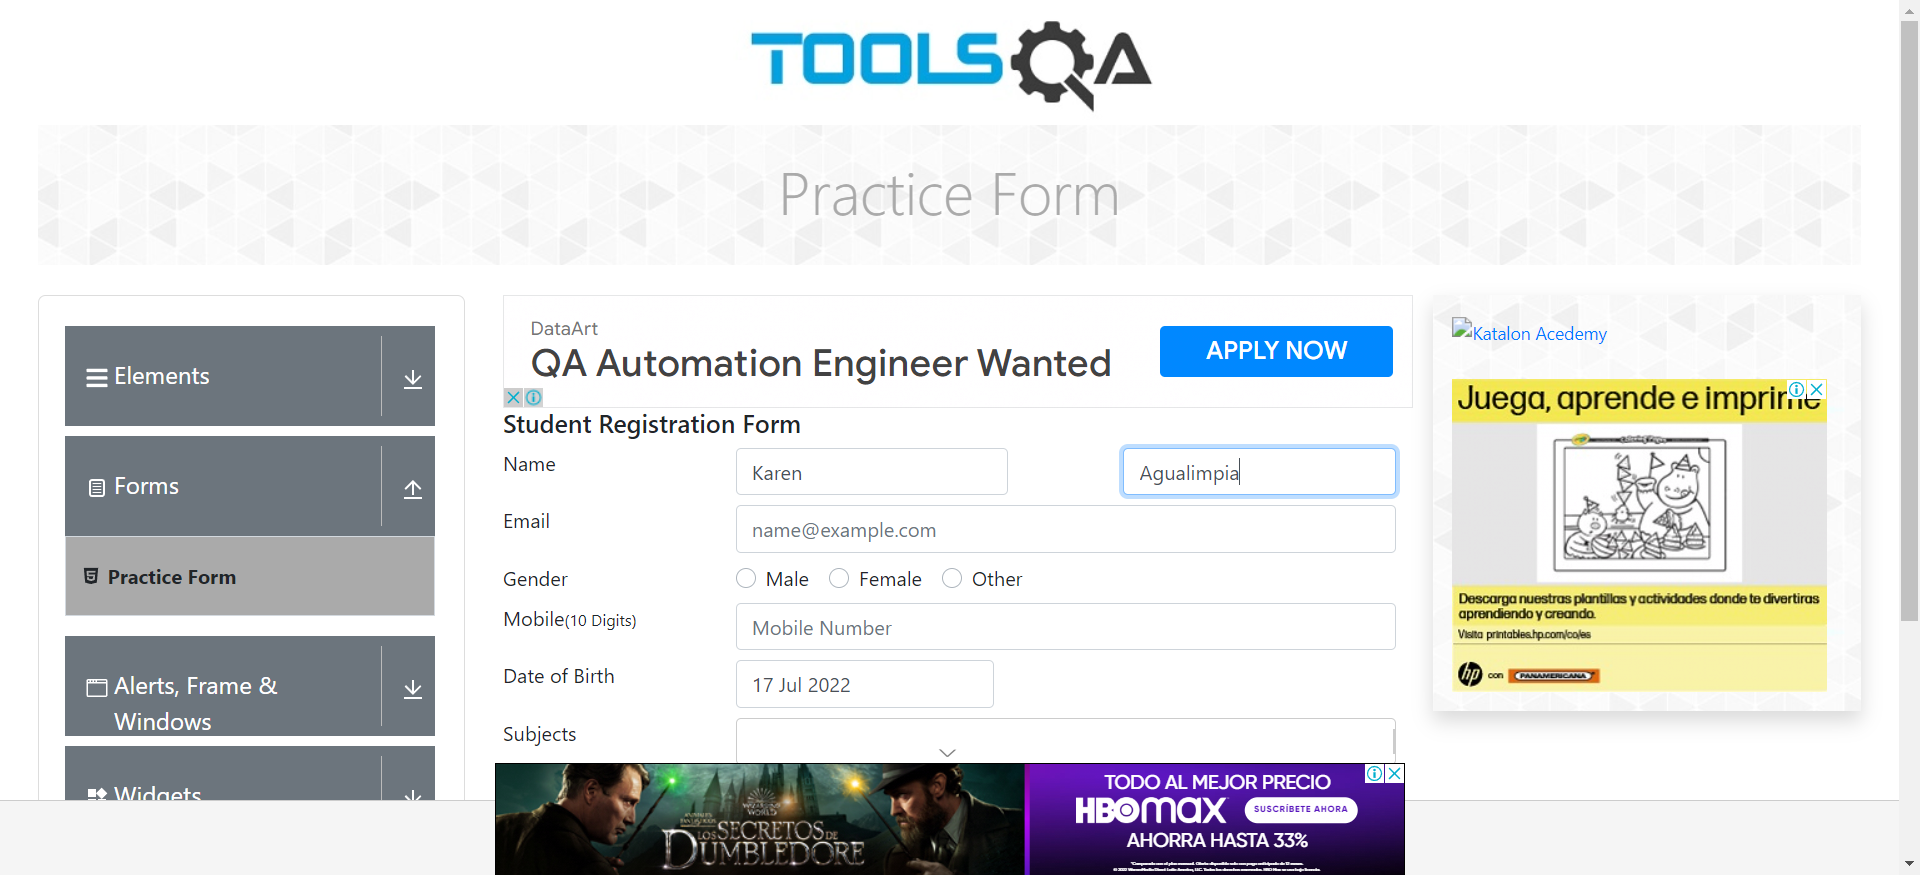 TOOLSQA
Practice Form
Elements
Forms
Practice Form
Alerts, Frame &
Windows
Widgets
DataArt
QA Automation Engineer Wanted
APPLY NOW
Student Registration Form
Name
Karen
Agualimpia
Email
name@example.com
Gender
Male
Female
Other
Mobile(10 Digits)
Mobile Number
Date of Birth
17 Jul 2022
Subjects
Katalon Acedemy
Juega, aprende e imprime
Descarga nuestras plantillas y actividades donde te divertiras
aprendiendo y creando.
Visita printables.hp.com/co/es
hp con PANAMERICANA
WIZARDING
WORLD
LOS SECRETOS DE
DUMBLEDORE
TODO AL MEJOR PRECIO
HBOMAX
SUSCRÍBETE AHORA
AHORRA HASTA 33%